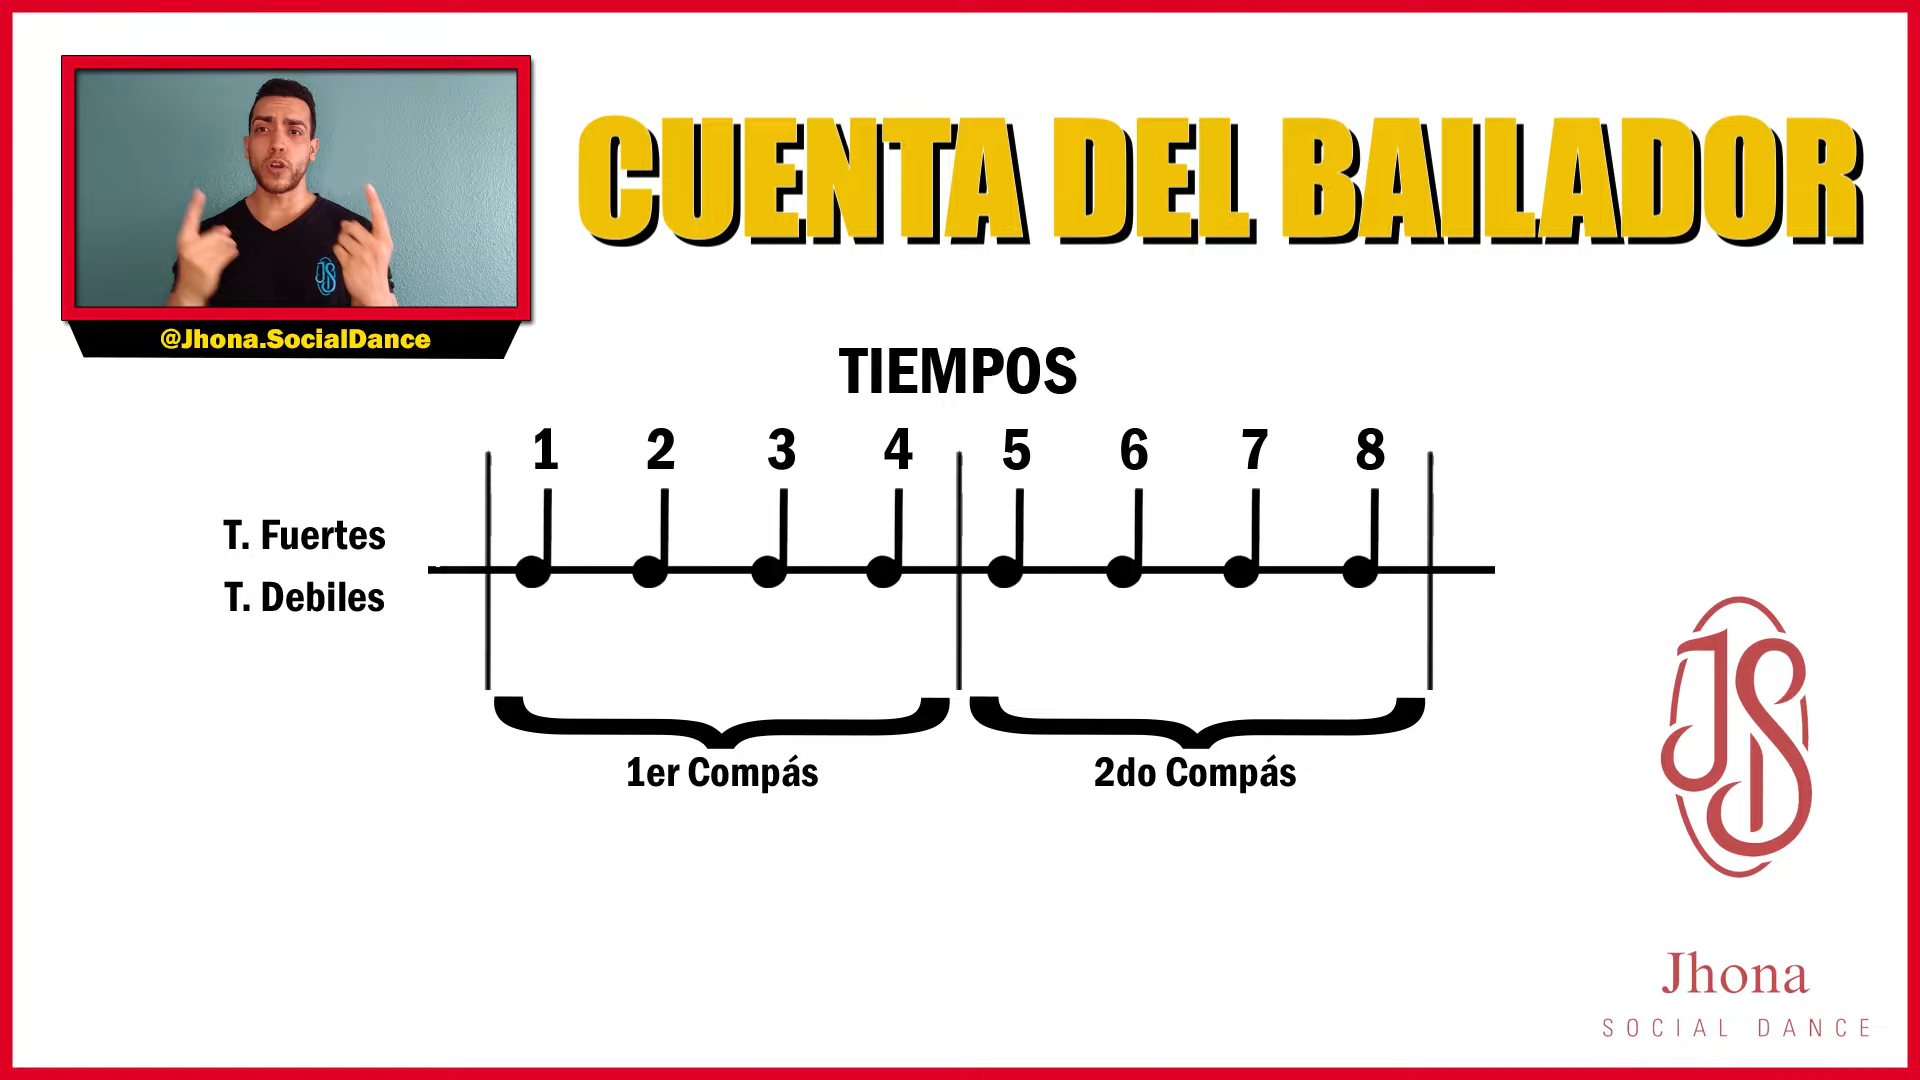 CUENTA DEL BAILADOR
@Jhona.SocialDance
TIEMPOS
1 2 3 4 5 6 7 8
T. Fuertes
T. Debiles
1er Compás 2do Compás
JS
Jhona
SOCIAL DANCE